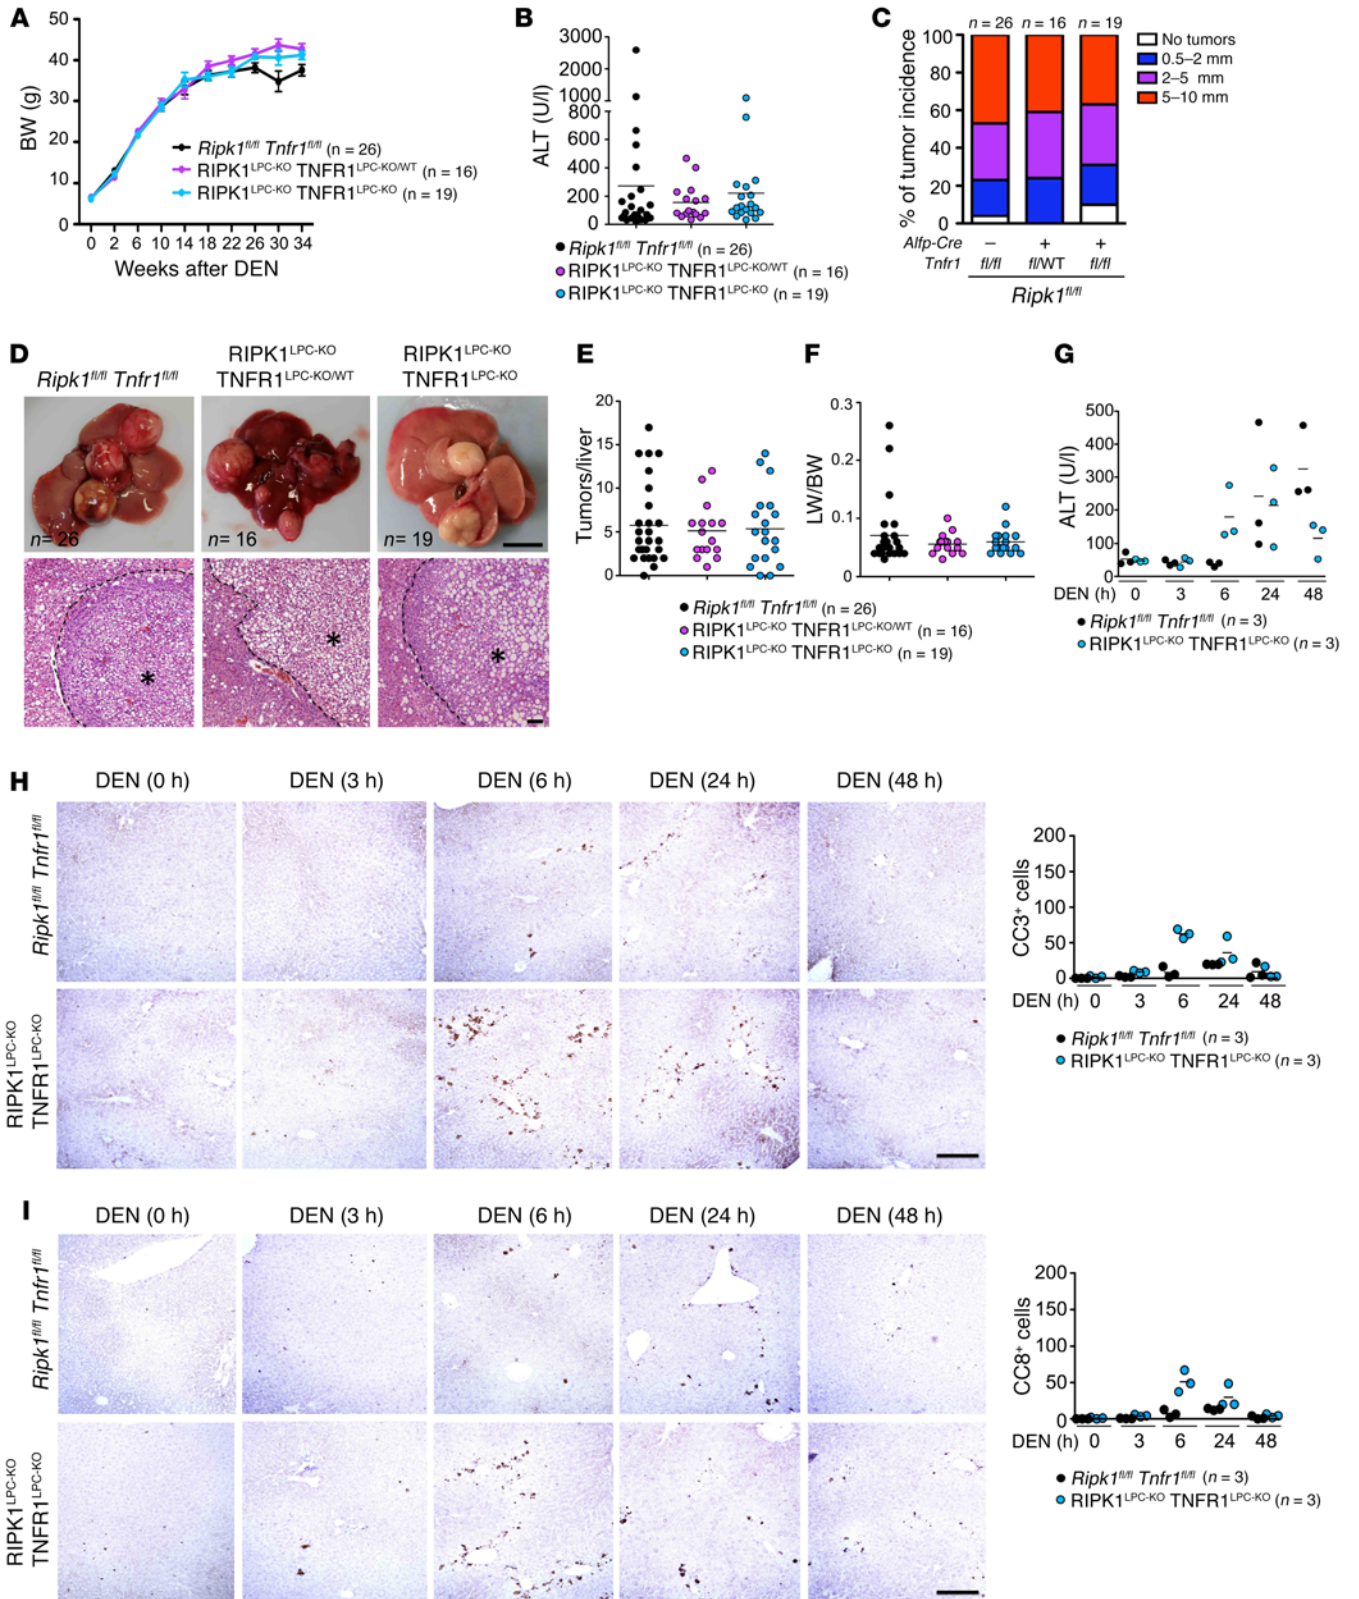 A
BW (g)
50
40
30
20
10
0
0 2 6 10 14 18 22 26 30 34
Weeks after DEN
Ripk1fl/fl Tnfr1fl/fl (n = 26)
RIPK1LPC-KO TNFR1LPC-KO/WT (n = 16)
RIPK1LPC-KO TNFR1LPC-KO (n = 19)
B
ALT (U/l)
3000
2000
1000
800
600
400
200
0
Ripk1fl/fl Tnfr1fl/fl (n = 26)
RIPK1LPC-KO TNFR1LPC-KO/WT (n = 16)
RIPK1LPC-KO TNFR1LPC-KO (n = 19)
C
n = 26 n = 16 n = 19
% of tumor incidence
100
80
60
40
20
0
No tumors
0.5–2 mm
2–5 mm
5–10 mm
Alfp-Cre – + +
Tnfr1 fl/fl fl/WT fl/fl
Ripk1fl/fl
D
Ripk1fl/fl Tnfr1fl/fl
RIPK1LPC-KO
TNFR1LPC-KO/WT
RIPK1LPC-KO
TNFR1LPC-KO
n= 26
n= 16
n= 19
*
*
*
E
Tumors/liver
20
15
10
5
0
F
LW/BW
0.3
0.2
0.1
0
Ripk1fl/fl Tnfr1fl/fl (n = 26)
RIPK1LPC-KO TNFR1LPC-KO/WT (n = 16)
RIPK1LPC-KO TNFR1LPC-KO (n = 19)
G
ALT (U/l)
500
400
300
200
100
0
DEN (h) 0 3 6 24 48
Ripk1fl/fl Tnfr1fl/fl (n = 3)
RIPK1LPC-KO TNFR1LPC-KO (n = 3)
H
DEN (0 h) DEN (3 h) DEN (6 h) DEN (24 h) DEN (48 h)
Ripk1fl/fl Tnfr1fl/fl
RIPK1LPC-KO
TNFR1LPC-KO
CC3+ cells
200
150
100
50
0
DEN (h) 0 3 6 24 48
Ripk1fl/fl Tnfr1fl/fl (n = 3)
RIPK1LPC-KO TNFR1LPC-KO (n = 3)
I
DEN (0 h) DEN (3 h) DEN (6 h) DEN (24 h) DEN (48 h)
Ripk1fl/fl Tnfr1fl/fl
RIPK1LPC-KO
TNFR1LPC-KO
CC8+ cells
200
150
100
50
0
DEN (h) 0 3 6 24 48
Ripk1fl/fl Tnfr1fl/fl (n = 3)
RIPK1LPC-KO TNFR1LPC-KO (n = 3)